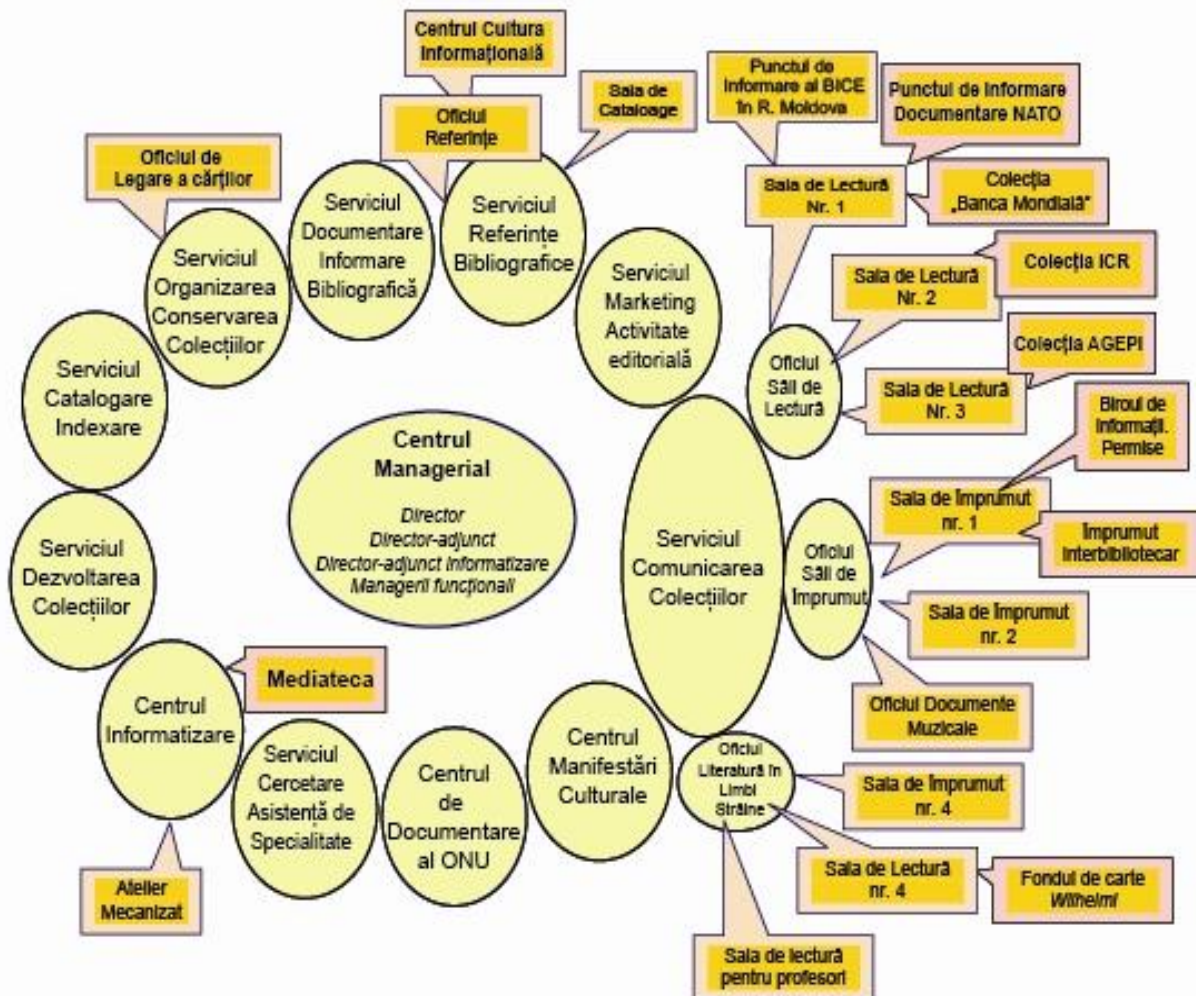 Centrul Cultura
Informațională
Oficiul
Referințe
Sala de
Cataloage
Punctul de
Informare al BICE
în R. Moldova
Punctul de Informare
Documentare NATO
Oficiul de
Legare a cărților
Sala de Lectură
Nr. 1
Colecția
„Banca Mondială"
Serviciul
Documentare
Informare
Bibliografică
Serviciul
Referințe
Bibliografice
Serviciul
Organizarea
Conservarea
Colecțiilor
Serviciul
Marketing
Activitate
editorială
Sala de Lectură
Nr. 2
Colecția ICR
Colecția AGEPI
Oficiul
Săli de
Lectură
Sala de Lectură
Nr. 3
Serviciul
Catalogare
Indexare
Biroul de
Informații.
Permise
Centrul
Managerial
Director
Director-adjunct
Director-adjunct Informatizare
Managerii funcționali
Sala de Împrumut
nr. 1
Împrumut
Interbibliotecar
Serviciul
Dezvoltarea
Colecțiilor
Serviciul
Comunicarea
Colecțiilor
Oficiul
Săli de
Împrumut
Sala de Împrumut
nr. 2
Mediateca
Oficiul Documente
Muzicale
Centrul
Informatizare
Serviciul
Cercetare
Asistență de
Specialitate
Centrul
de
Documentare
al ONU
Centrul
Manifestări
Culturale
Oficiul
Literatură în
Limbi
Străine
Sala de Împrumut
nr. 4
Atelier
Mecanizat
Sala de Lectură
nr. 4
Fondul de carte
Wilhelmi
Sala de lectură
pentru profesori